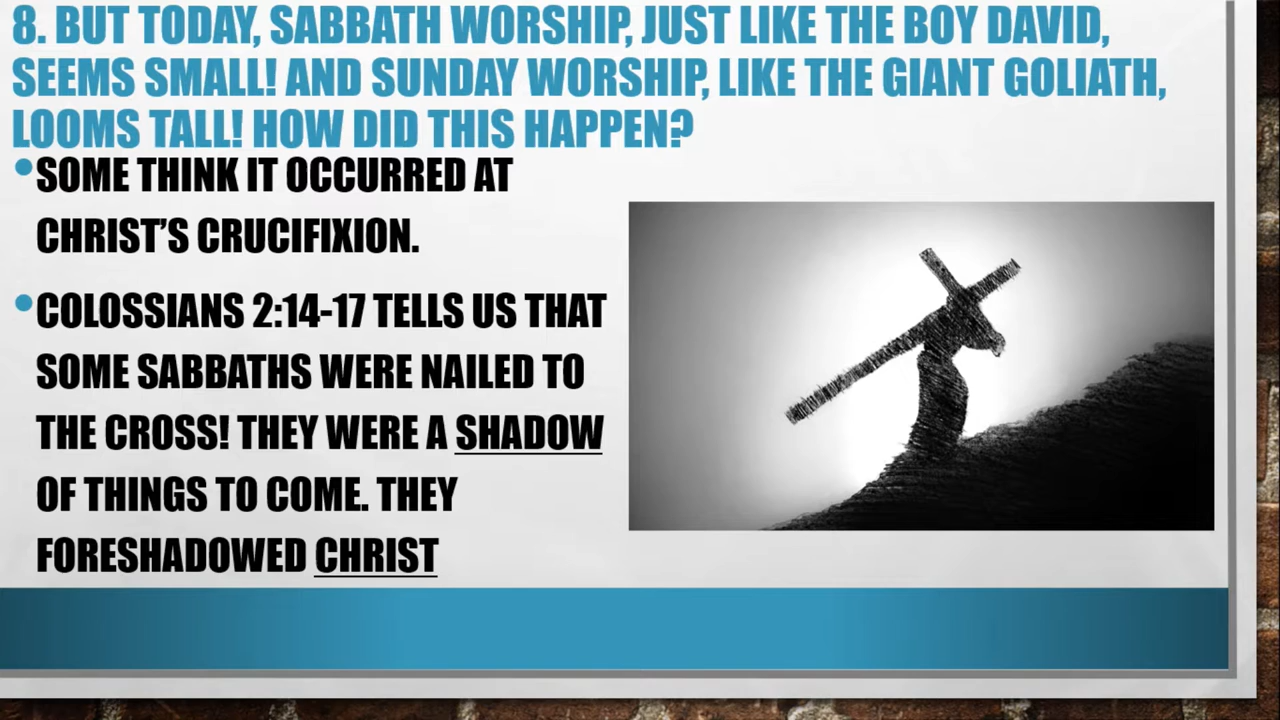 8. BUT TODAY, SABBATH WORSHIP, JUST LIKE THE BOY DAVID,
SEEMS SMALL! AND SUNDAY WORSHIP, LIKE THE GIANT GOLIATH,
LOOMS TALL! HOW DID THIS HAPPEN?
•SOME THINK IT OCCURRED AT
CHRIST’S CRUCIFIXION.
•COLOSSIANS 2:14-17 TELLS US THAT
SOME SABBATHS WERE NAILED TO
THE CROSS! THEY WERE A SHADOW
OF THINGS TO COME. THEY
FORESHADOWED CHRIST